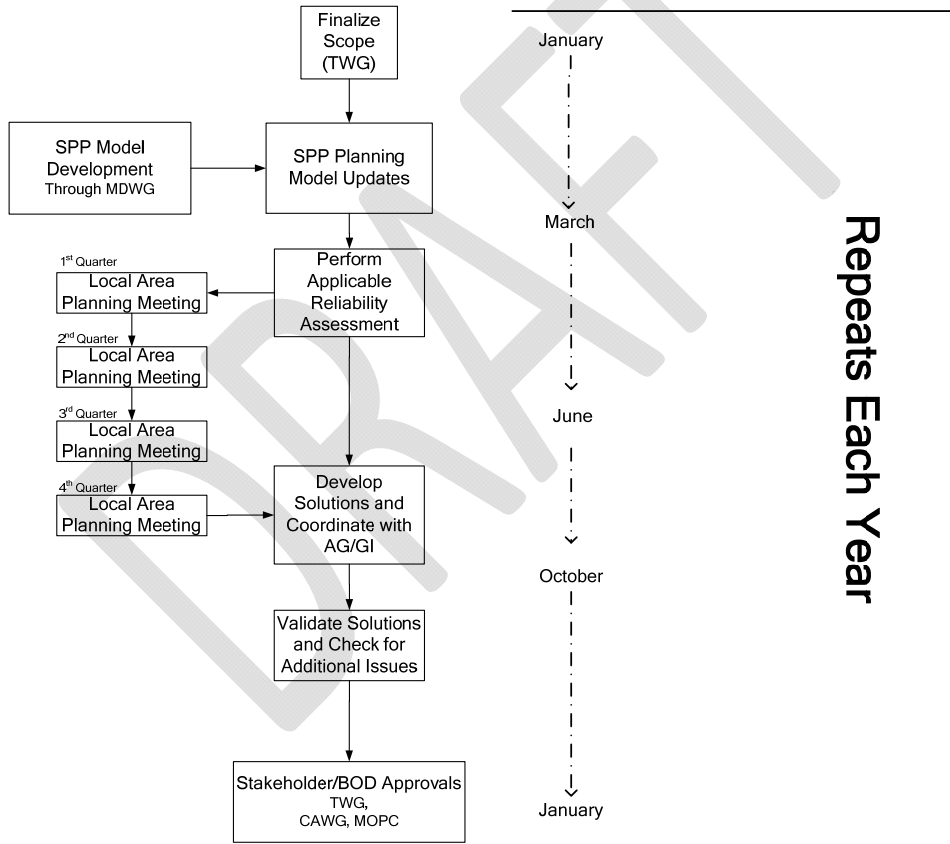 Finalize
Scope
(TWG)
January
SPP Model
Development
Through MDWG
SPP Planning
Model Updates
March
1st Quarter
Local Area
Planning Meeting
Perform
Applicable
Reliability
Assessment
2nd Quarter
Local Area
Planning Meeting
June
3rd Quarter
Local Area
Planning Meeting
4th Quarter
Local Area
Planning Meeting
Develop
Solutions and
Coordinate with
AG/GI
October
Validate Solutions
and Check for
Additional Issues
Stakeholder/BOD Approvals
TWG,
CAWG, MOPC
January
Repeats Each Year
DRAFT